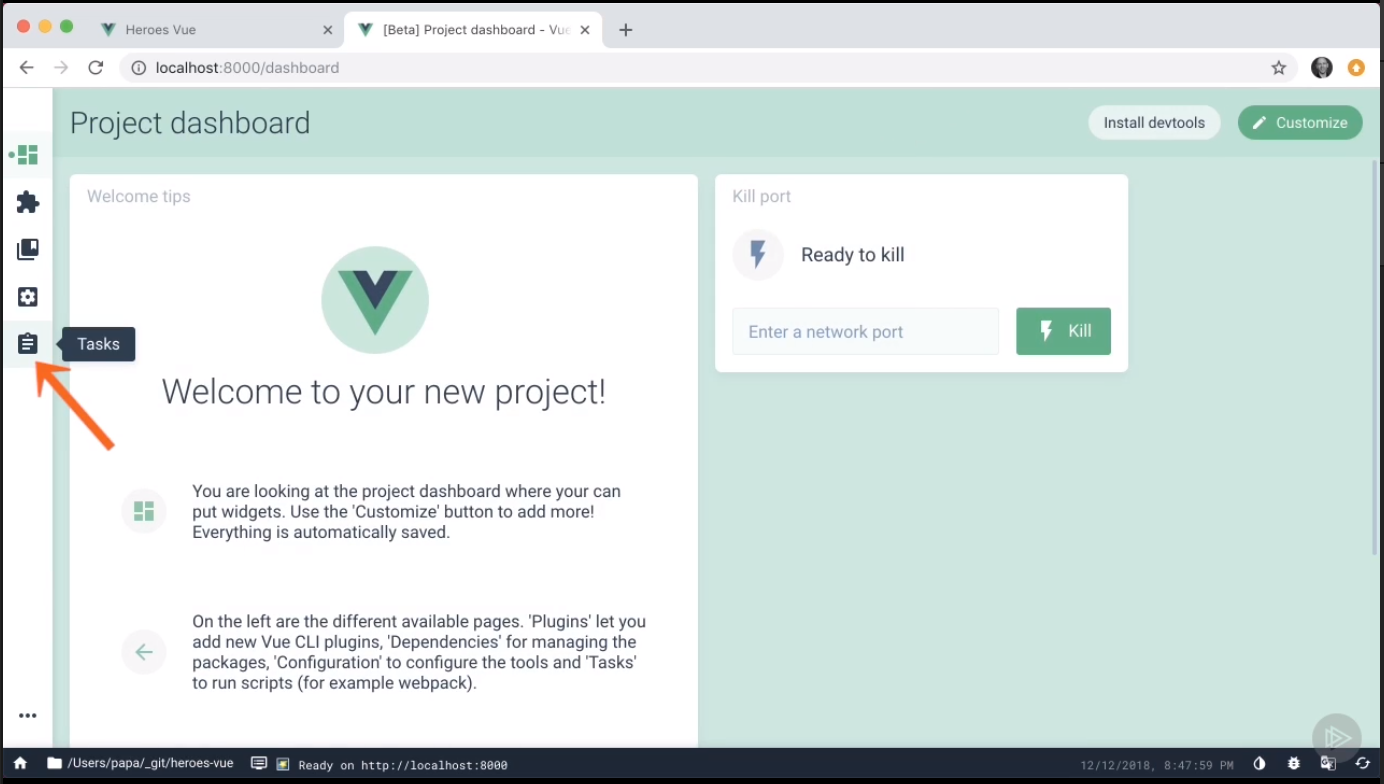 Heroes Vue
[Beta] Project dashboard - Vue
localhost:8000/dashboard
Project dashboard
Install devtools
Customize
Welcome tips
Kill port
Ready to kill
Enter a network port
Kill
Tasks
Welcome to your new project!
You are looking at the project dashboard where your can
put widgets. Use the 'Customize' button to add more!
Everything is automatically saved.
On the left are the different available pages. 'Plugins' let you
add new Vue CLI plugins, 'Dependencies' for managing the
packages, 'Configuration' to configure the tools and 'Tasks'
to run scripts (for example webpack).
/Users/papa/_git/heroes-vue
Ready on http://localhost:8000
12/12/2018, 8:47:59 PM